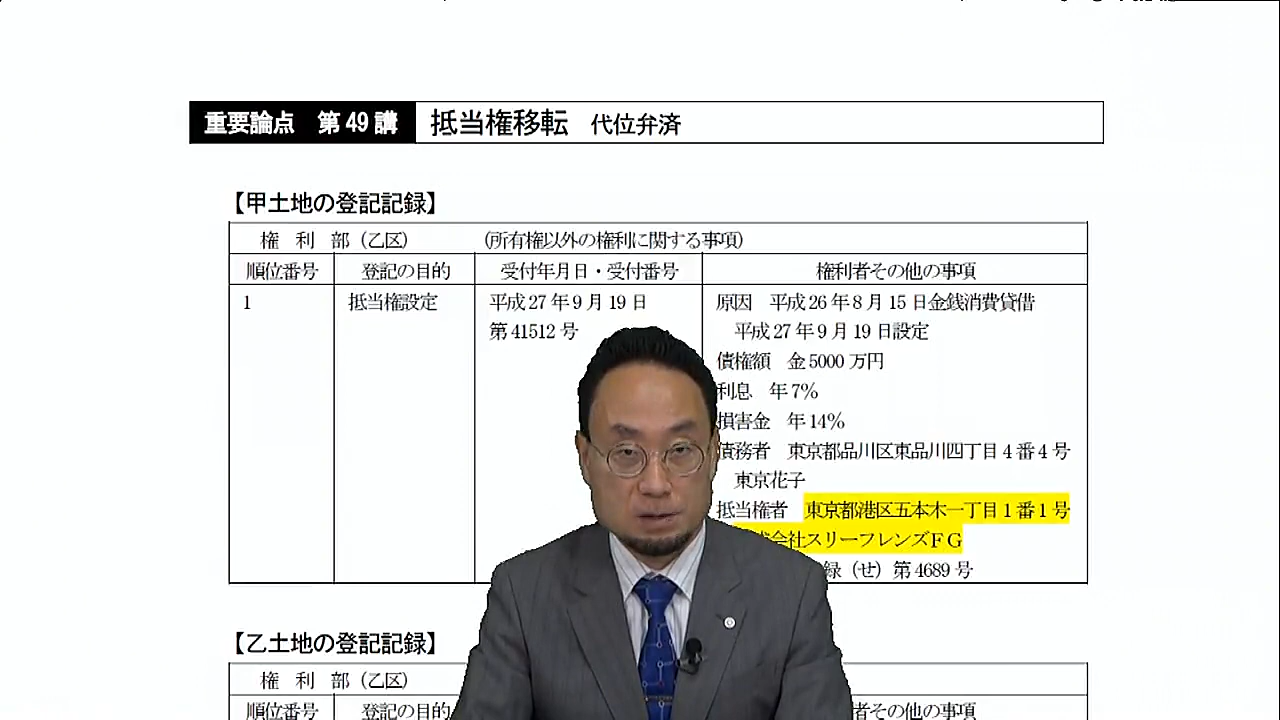 重要論点 第49講 抵当権移転 代位弁済
【甲土地の登記記録】
権 利 部（乙区） （所有権以外の権利に関する事項）
順位番号 登記の目的 受付年月日・受付番号 権利者その他の事項
1 抵当権設定 平成27年9月19日 原因 平成26年8月15日金銭消費貸借
第41512号 平成27年9月19日設定
債権額 金5000万円
利息 年7%
損害金 年14%
債務者 東京都品川区東品川四丁目4番4号
東京花子
抵当権者 東京都港区五本木一丁目1番1号
会社スリーフレンズＦＧ
録（せ）第4689号
【乙土地の登記記録】
権 利 部（乙区）
順位番号 登記の目的 者その他の事項